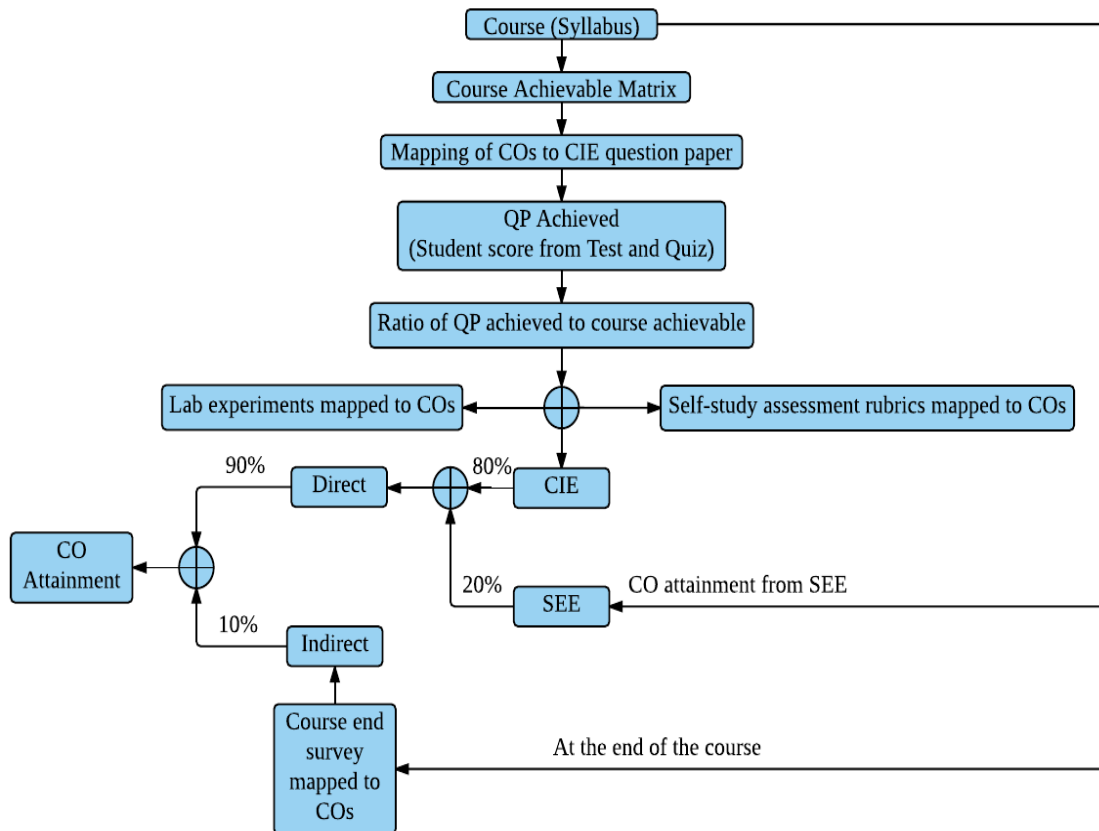 Course (Syllabus)
Course Achievable Matrix
Mapping of COs to CIE question paper
QP Achieved
(Student score from Test and Quiz)
Ratio of QP achieved to course achievable
Lab experiments mapped to COs
Self-study assessment rubrics mapped to COs
90%
Direct
80%
CIE
CO
Attainment
20%
SEE
CO attainment from SEE
10%
Indirect
Course end
survey
mapped to
COs
At the end of the course